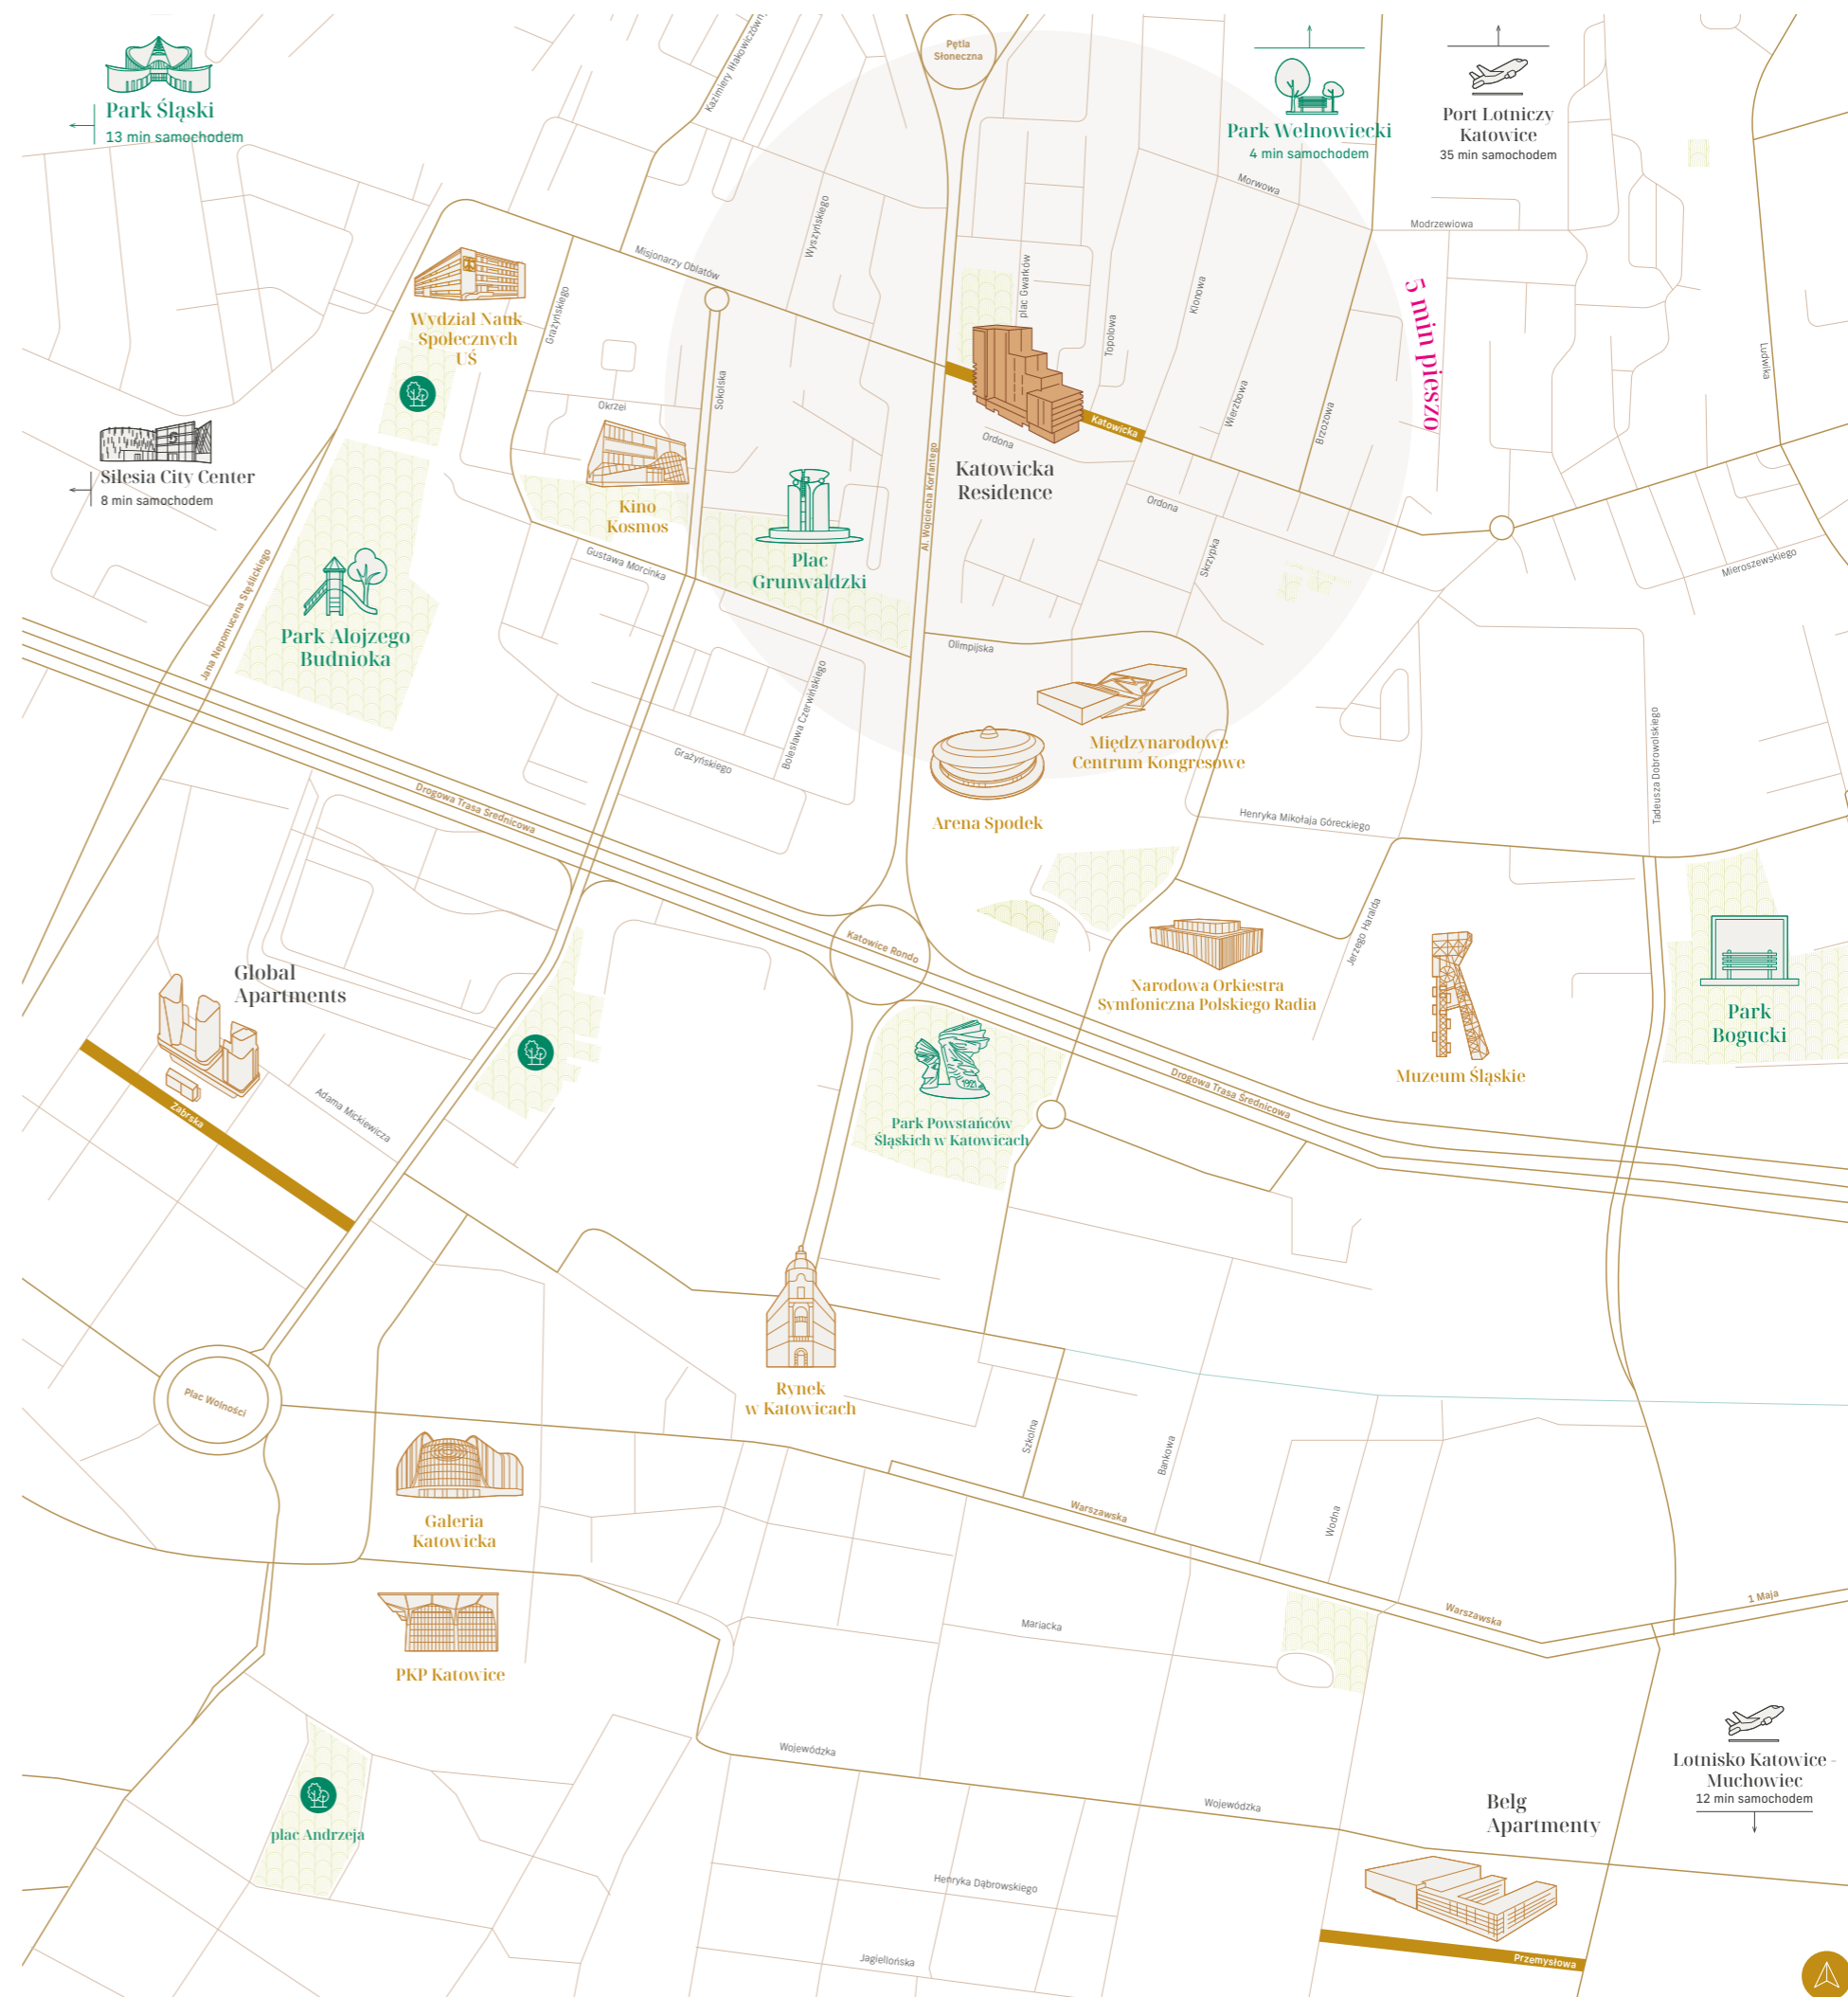 Pętla
Słoneczna
Kazimiery Iłłakowiczówny
Park Śląski
13 min samochodem
Park Wełnowiecki
4 min samochodem
Port Lotniczy
Katowice
35 min samochodem
Morwowa
Modrzewiowa
Wyszyńskiego
Misjonarzy Oblatów
plac Gwarków
Klonowa
Grażyńskiego
Topolowa
5 min pieszo
Wydział Nauk
Społecznych
UŚ
Ludwika
Sokolska
Okrzei
Wierzbowa
Brzozowa
Katowicka
Ordona
Katowicka
Residence
Silesia City Center
8 min samochodem
Kino
Kosmos
Al. Wojciecha Korfantego
Ordona
Skrzypka
Mieroszewskiego
Gustawa Morcinka
Plac
Grunwaldzki
Jana Nepomucena Stęślickiego
Park Alojzego
Budnioka
Olimpijska
Bolesława Czerwińskiego
Grażyńskiego
Międzynarodowe
Centrum Kongresowe
Tadeusza Dobrowolskiego
Drogowa Trasa Średnicowa
Arena Spodek
Henryka Mikołaja Góreckiego
Katowice Rondo
Jerzego Haralda
Global
Apartments
Narodowa Orkiestra
Symfoniczna Polskiego Radia
Park
Bogucki
Muzeum Śląskie
1921
Drogowa Trasa Średnicowa
Zabrska
Adama Mickiewicza
Park Powstańców
Śląskich w Katowicach
Plac Wolności
Rynek
w Katowicach
Szkolna
Bankowa
Galeria
Katowicka
Warszawska
Wodna
Warszawska
1 Maja
Mariacka
PKP Katowice
Wojewódzka
Lotnisko Katowice -
Muchowiec
12 min samochodem
Wojewódzka
Belg
Apartmenty
plac Andrzeja
Henryka Dąbrowskiego
Jagiellońska
Przemysłowa